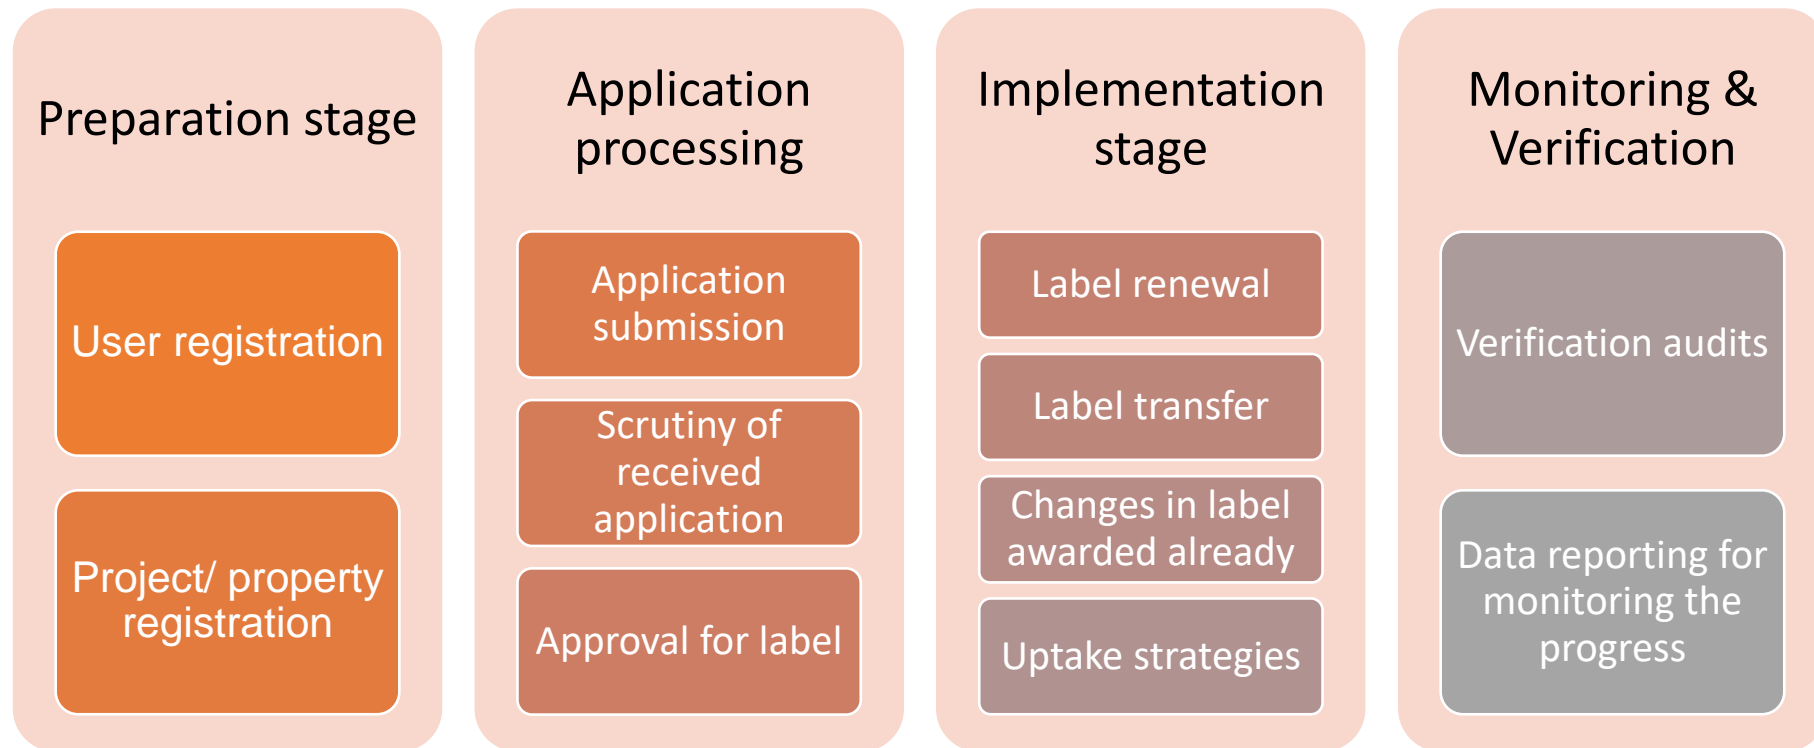 Preparation stage
User registration
Project/ property
registration
Application
processing
Application
submission
Scrutiny of
received
application
Approval for label
Implementation
stage
Label renewal
Label transfer
Changes in label
awarded already
Uptake strategies
Monitoring &
Verification
Verification audits
Data reporting for
monitoring the
progress